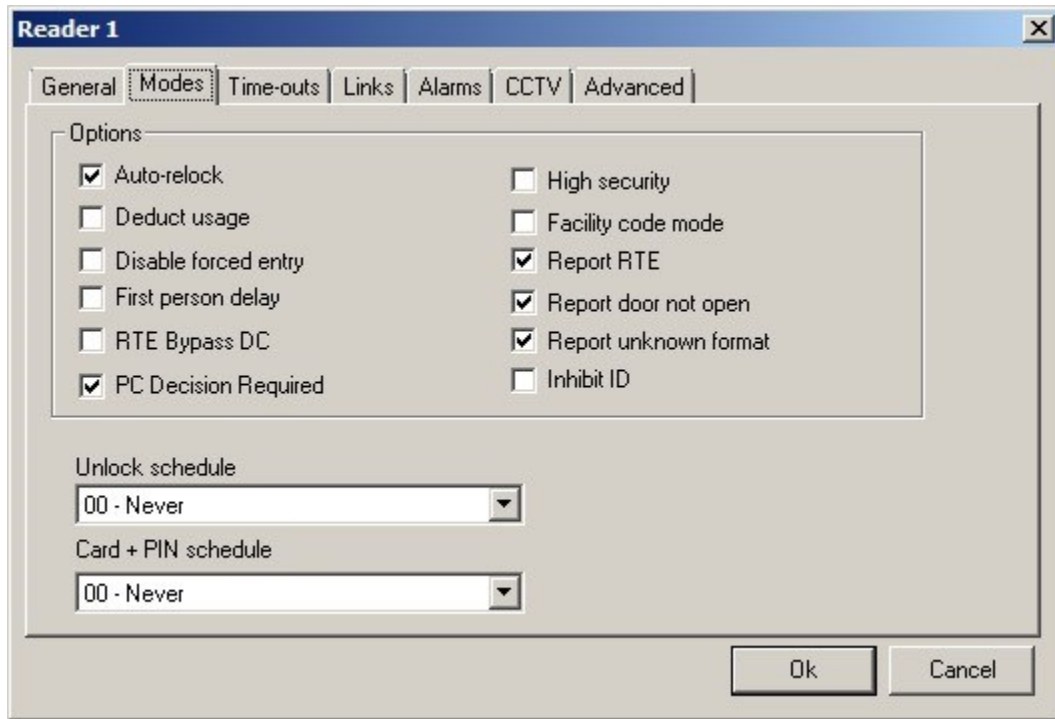 Reader 1
General Modes Time-outs Links Alarms CCTV Advanced
Options
Auto-relock
Deduct usage
Disable forced entry
First person delay
RTE Bypass DC
PC Decision Required
High security
Facility code mode
Report RTE
Report door not open
Report unknown format
Inhibit ID
Unlock schedule
00 - Never
Card + PIN schedule
00 - Never
Ok Cancel